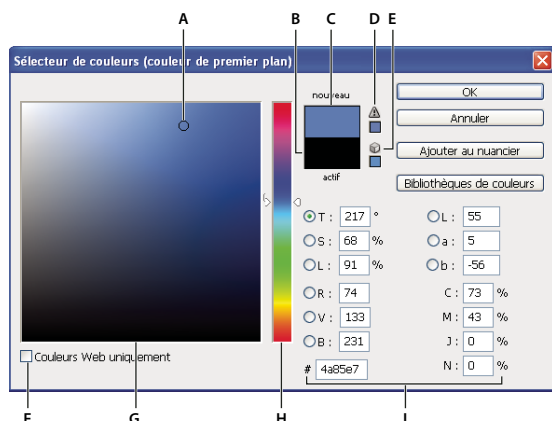 A
B C D E
Sélecteur de couleurs (couleur de premier plan)
nouveau
actif
OK
Annuler
Ajouter au nuancier
Bibliothèques de couleurs
T : 217 °
S : 68 %
L : 91 %
R : 74
V : 133
B : 231
# 4a85e7
L : 55
a : 5
b : -56
C : 73 %
M : 43 %
J : 0 %
N : 0 %
Couleurs Web uniquement
F G H I